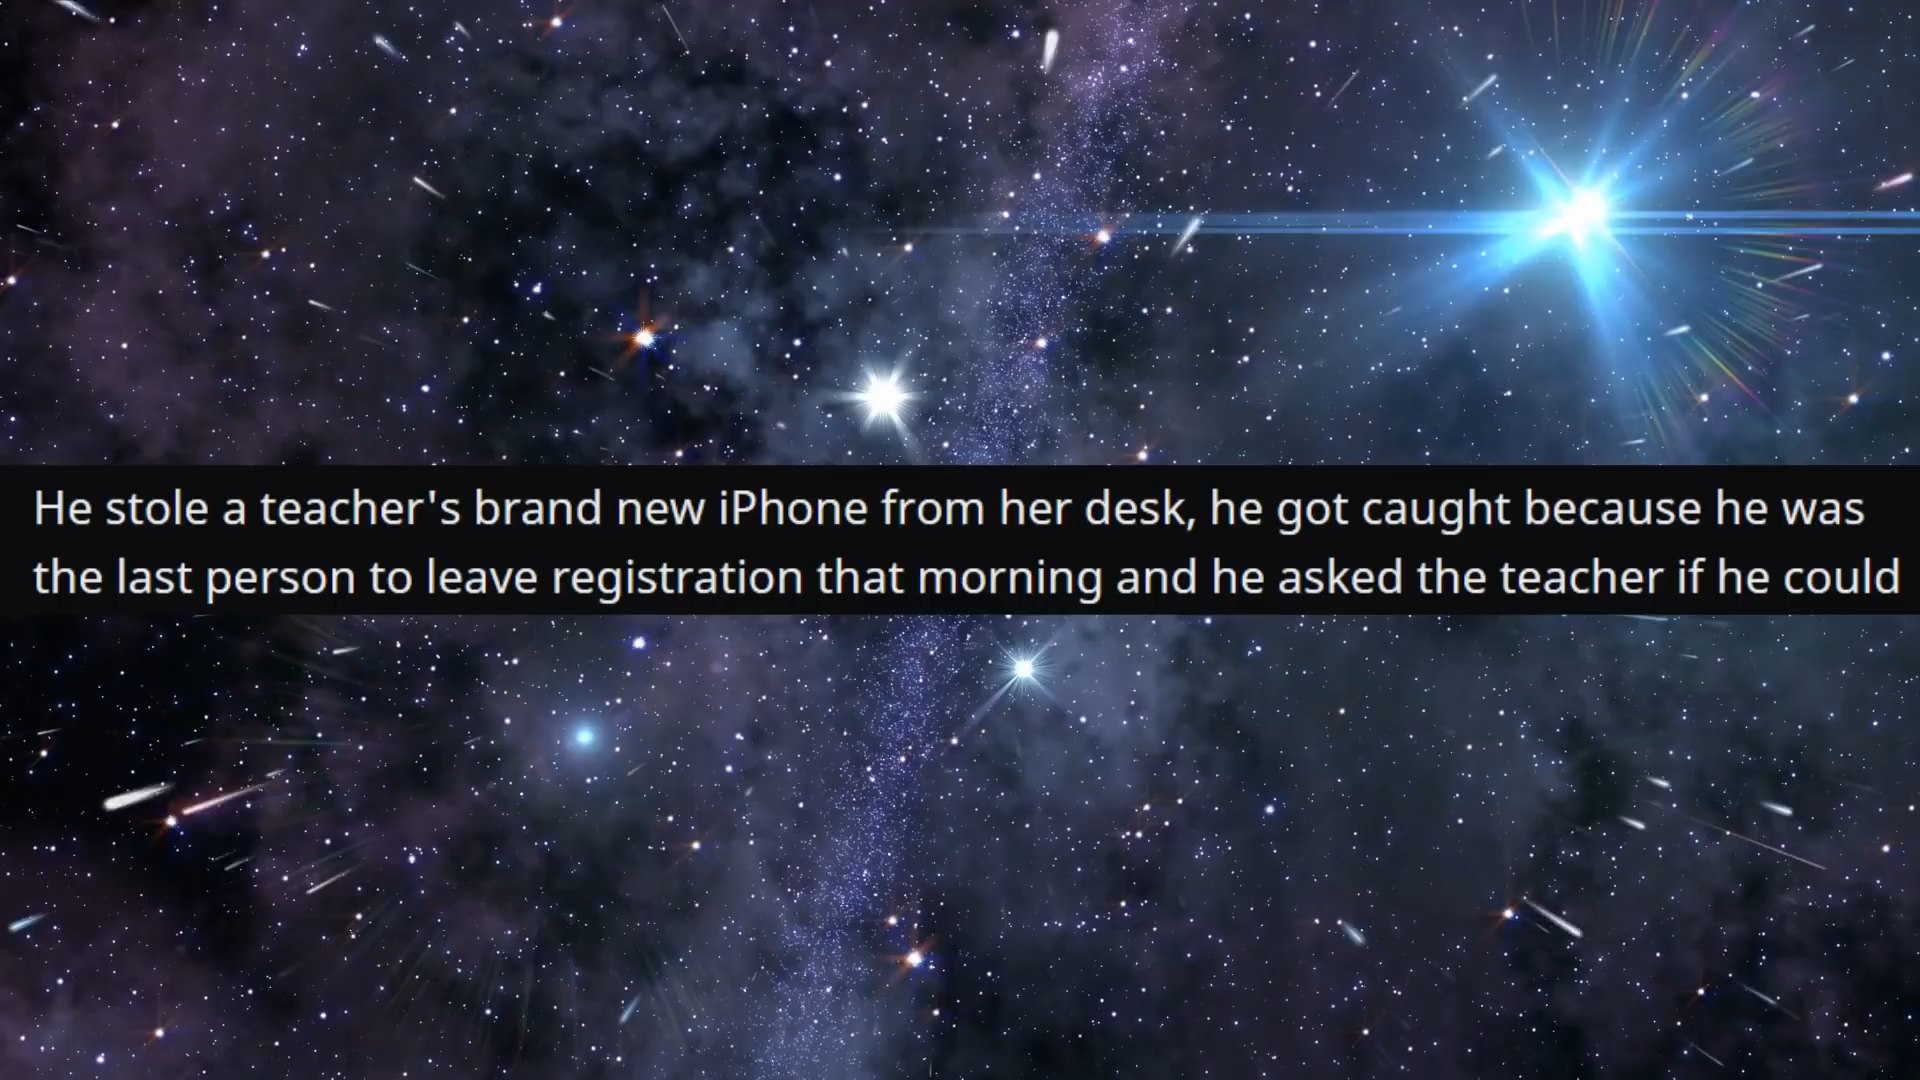 He stole a teacher's brand new iPhone from her desk, he got caught because he was
the last person to leave registration that morning and he asked the teacher if he could